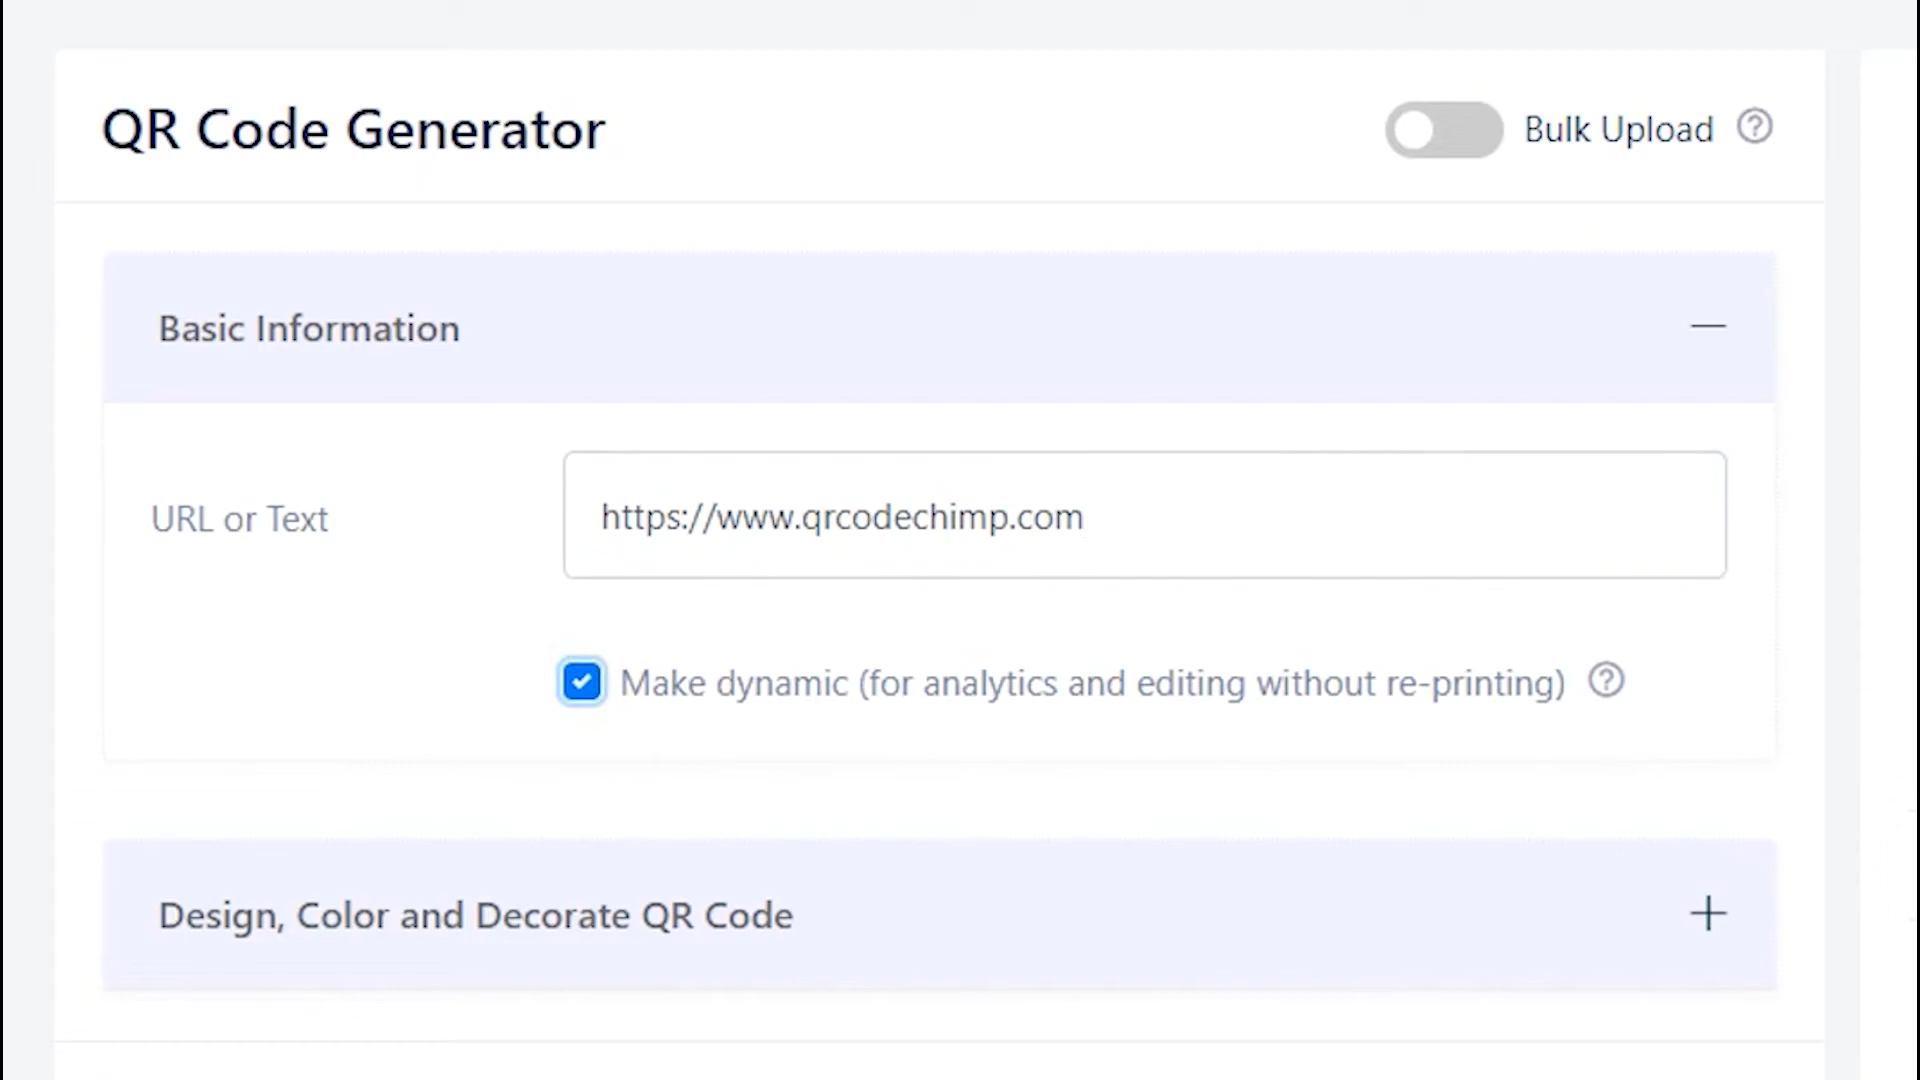 QR Code Generator
Bulk Upload
Basic Information
URL or Text
https://www.qrcodechimp.com
Make dynamic (for analytics and editing without re-printing)
Design, Color and Decorate QR Code